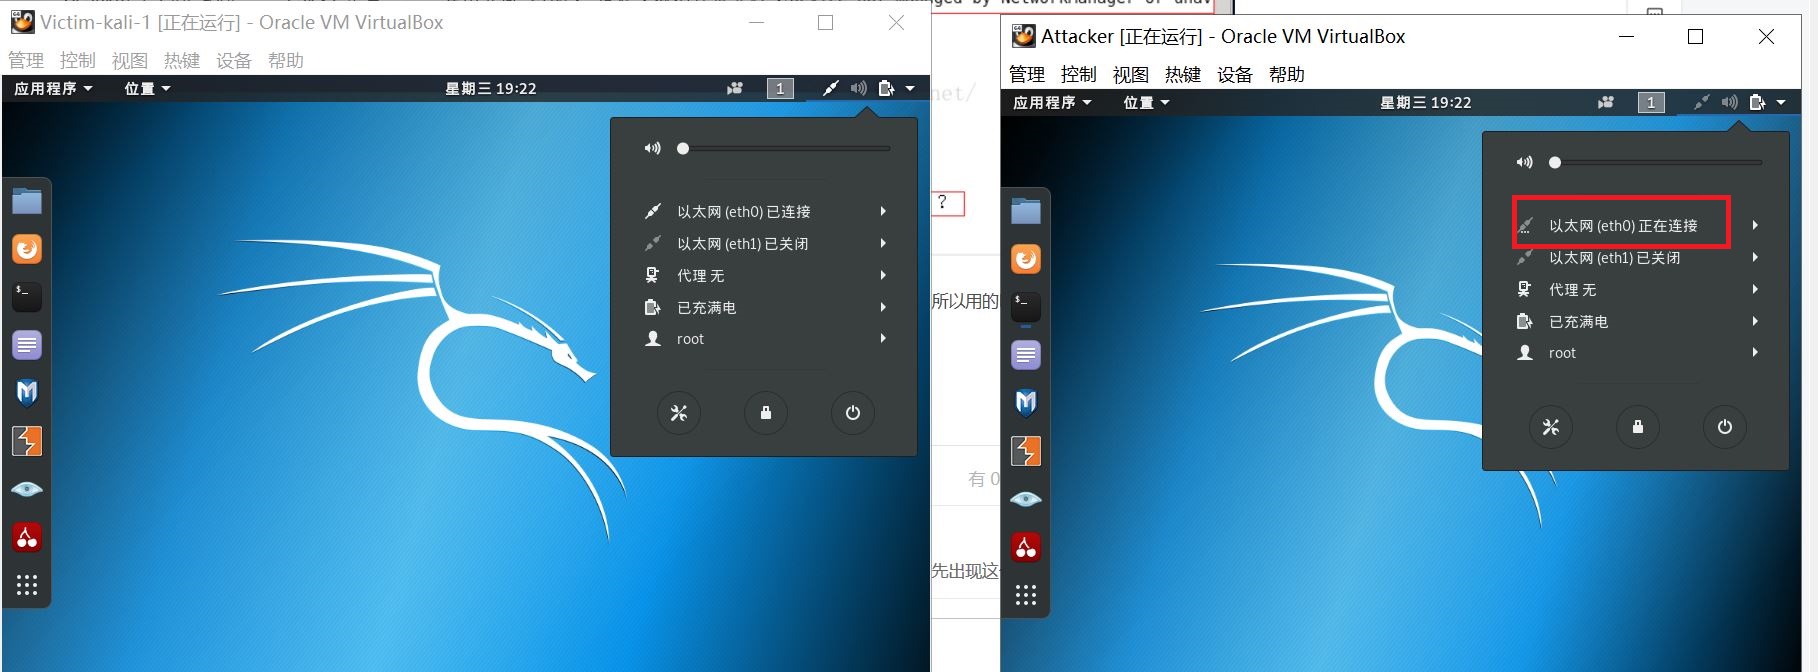 Victim-kali-1 [正在运行] - Oracle VM VirtualBox
管理 控制 视图 热键 设备 帮助
应用程序 位置 星期三 19:22 1
以太网 (eth0) 已连接
以太网 (eth1) 已关闭
代理 无
已充满电
root
$_
net/
?
所以用的
有 0
先出现这
Attacker [正在运行] - Oracle VM VirtualBox
管理 控制 视图 热键 设备 帮助
应用程序 位置 星期三 19:22 1
以太网 (eth0) 正在连接
以太网 (eth1) 已关闭
代理 无
已充满电
root
$_